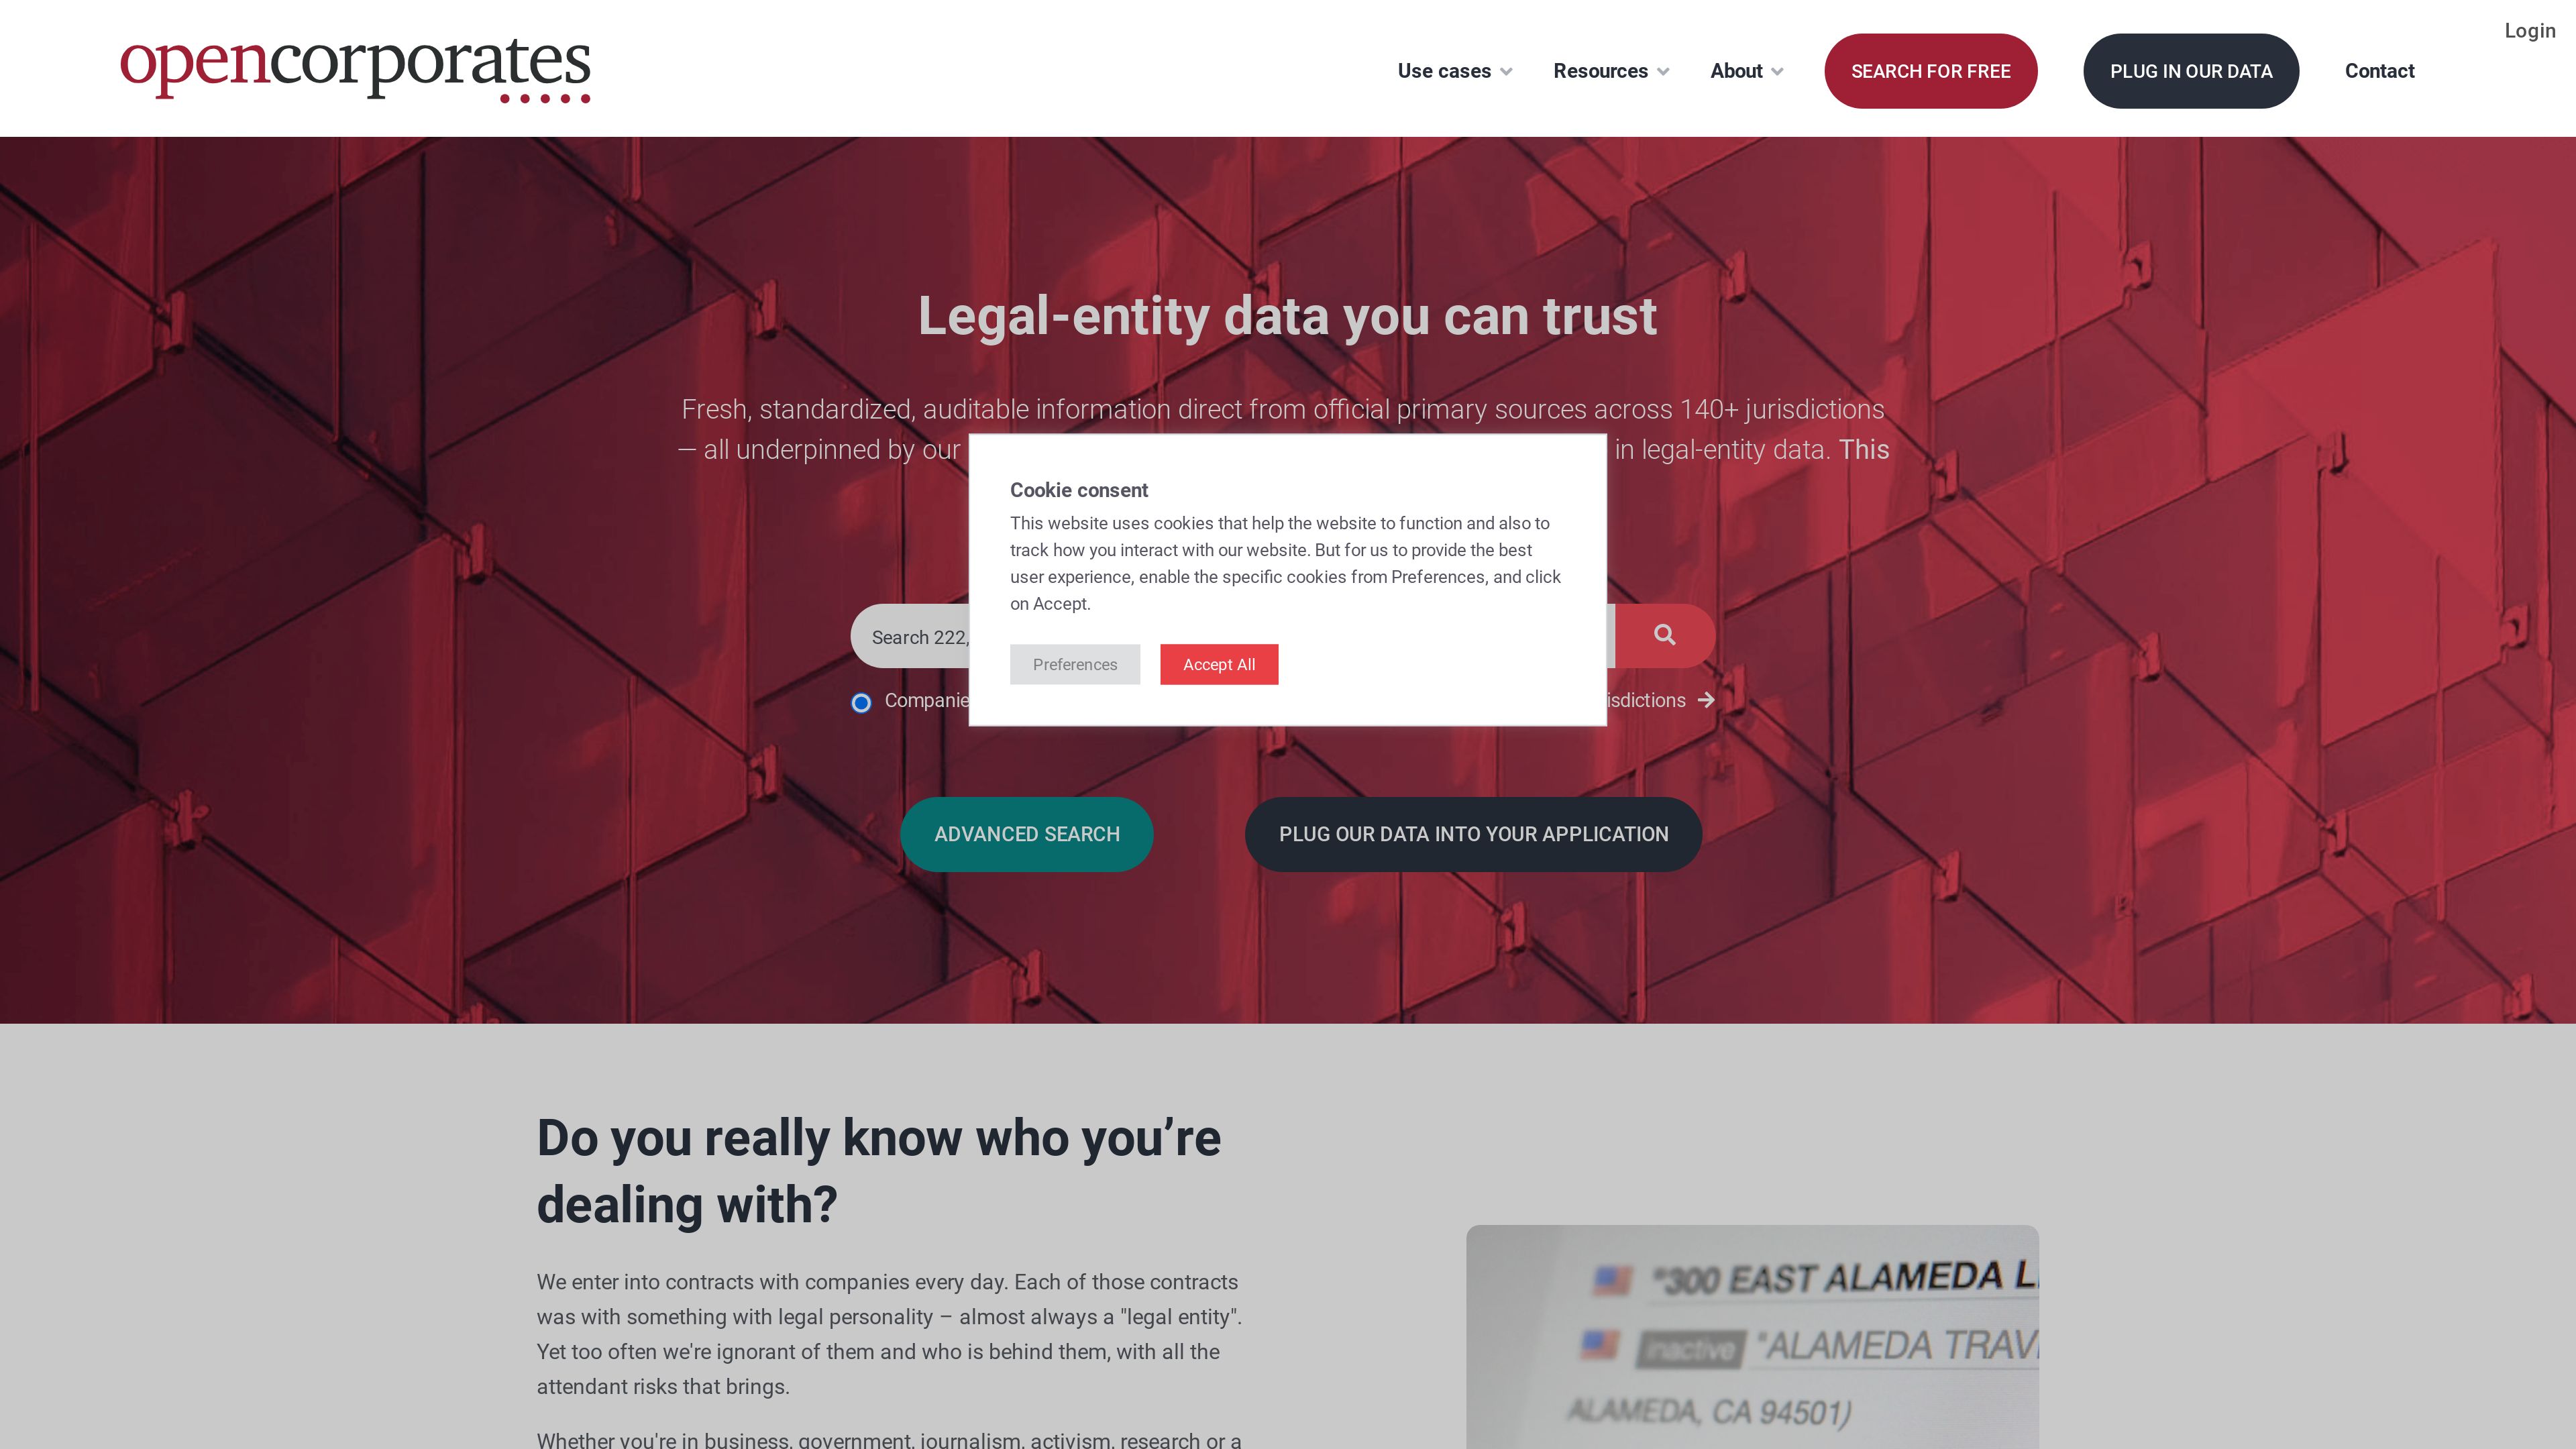 Login
opencorporates
Use cases
Resources
About
SEARCH FOR FREE
PLUG IN OUR DATA
Contact
Legal-entity data you can trust
Fresh, standardized, auditable information direct from official primary sources across 140+ jurisdictions
— all underpinned by our
in legal-entity data. This
Cookie consent
This website uses cookies that help the website to function and also to
track how you interact with our website. But for us to provide the best
user experience, enable the specific cookies from Preferences, and click
on Accept.
Preferences
Accept All
Search 222,
Companie
isdictions
ADVANCED SEARCH
PLUG OUR DATA INTO YOUR APPLICATION
Do you really know who you’re
dealing with?
We enter into contracts with companies every day. Each of those contracts
was with something with legal personality – almost always a "legal entity".
Yet too often we're ignorant of them and who is behind them, with all the
attendant risks that brings.
Whether you're in business, government, journalism, activism, research or a
"300 EAST ALAMEDA L
inactive "ALAMEDA TRAV
ALAMEDA, CA 94501)